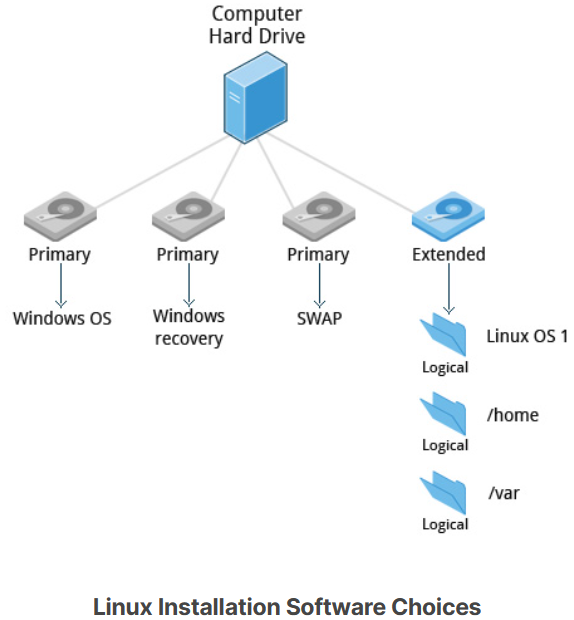 Computer
Hard Drive
Primary
Primary
Primary
Extended
Windows OS
Windows
recovery
SWAP
Linux OS 1
Logical
/home
Logical
/var
Logical
Linux Installation Software Choices